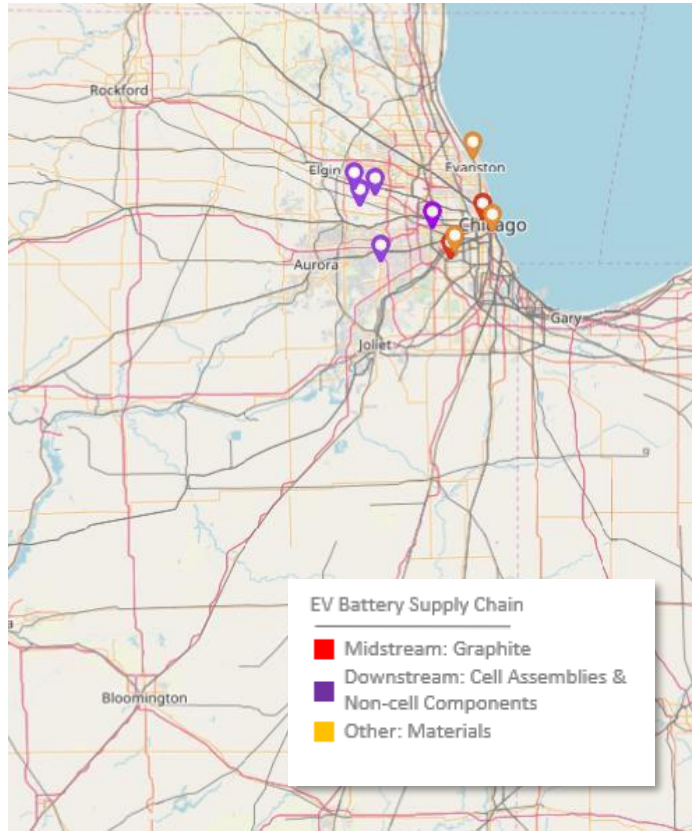 Rockford
Elgin
Evanston
Chicago
Aurora
Gary
Joliet
9
a
EV Battery Supply Chain
Midstream: Graphite
Downstream: Cell Assemblies &
Non-cell Components
Other: Materials
Bloomington